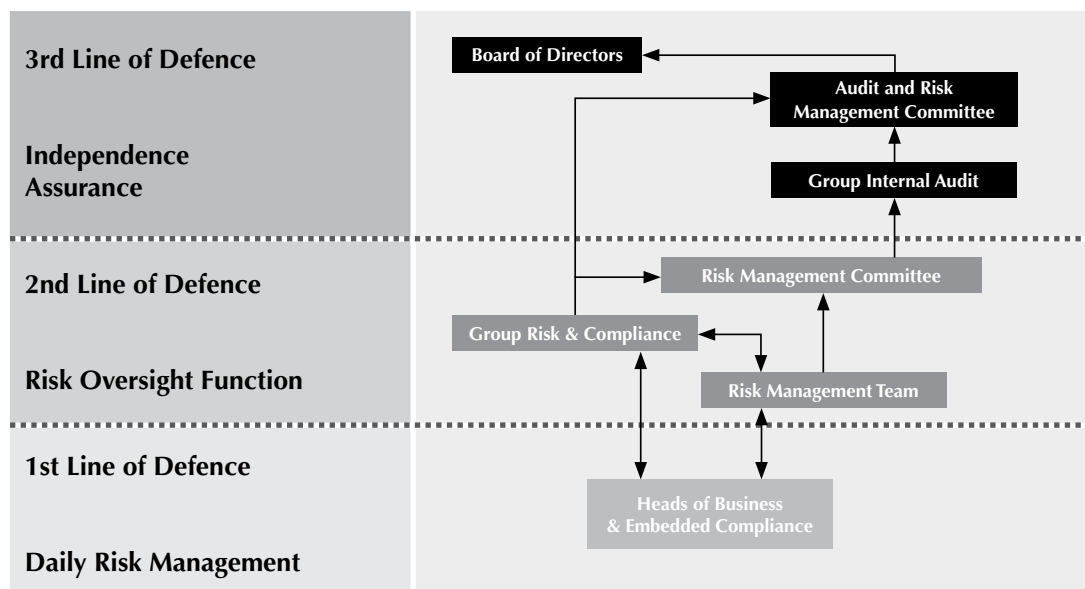 3rd Line of Defence
Independence
Assurance
Board of Directors
Audit and Risk
Management Committee
Group Internal Audit
2nd Line of Defence
Risk Oversight Function
Risk Management Committee
Group Risk & Compliance
Risk Management Team
1st Line of Defence
Daily Risk Management
Heads of Business
& Embedded Compliance